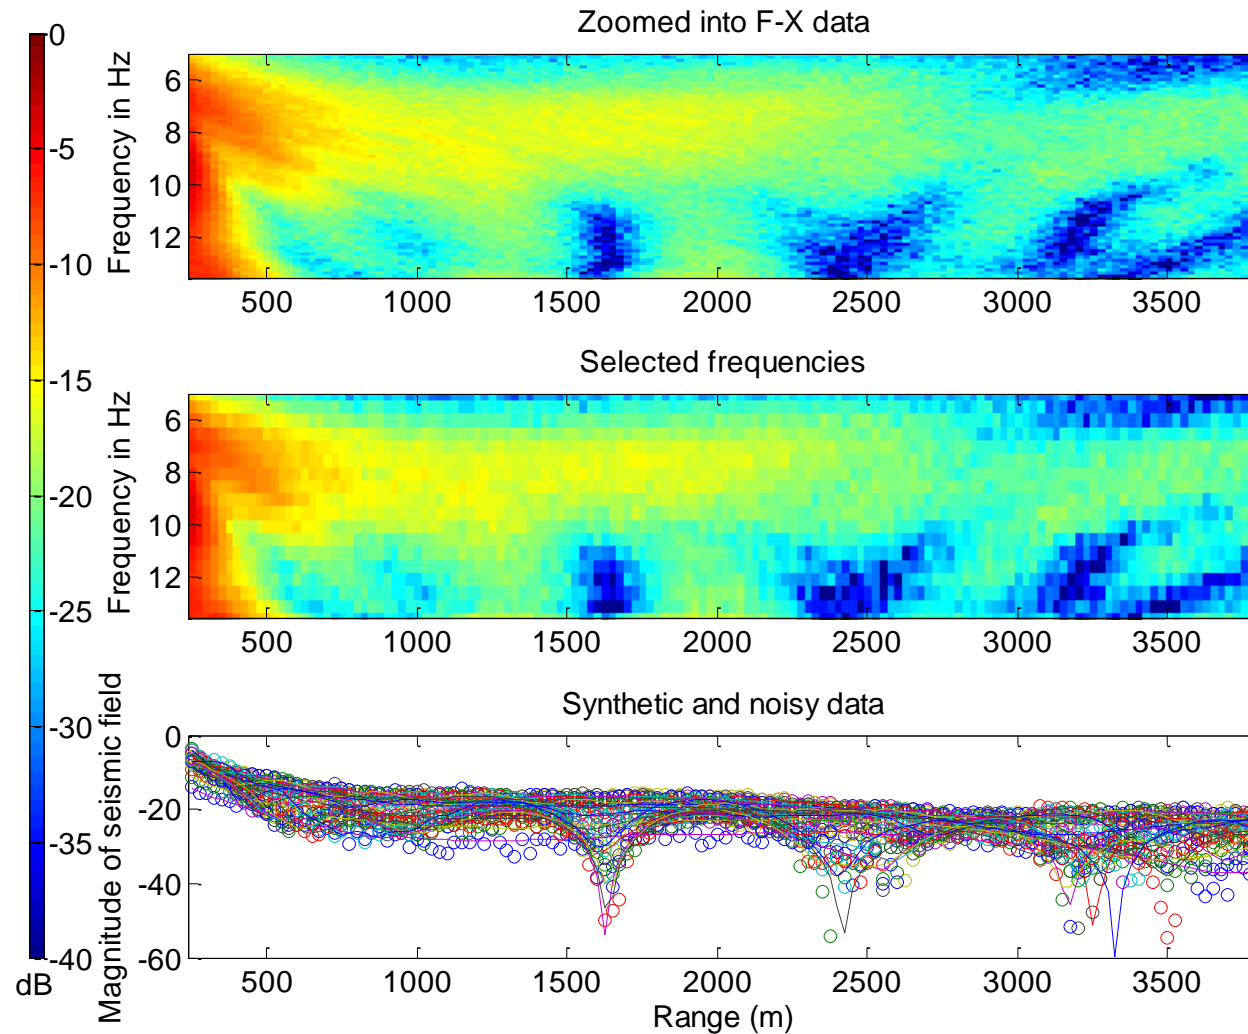 Zoomed into F-X data
0
-5
-10
-15
-20
-25
-30
-35
-40
dB
Frequency in Hz
6
8
10
12
500 1000 1500 2000 2500 3000 3500
Selected frequencies
Frequency in Hz
6
8
10
12
500 1000 1500 2000 2500 3000 3500
Synthetic and noisy data
Magnitude of seismic field
0
-20
-40
-60
500 1000 1500 2000 2500 3000 3500
Range (m)